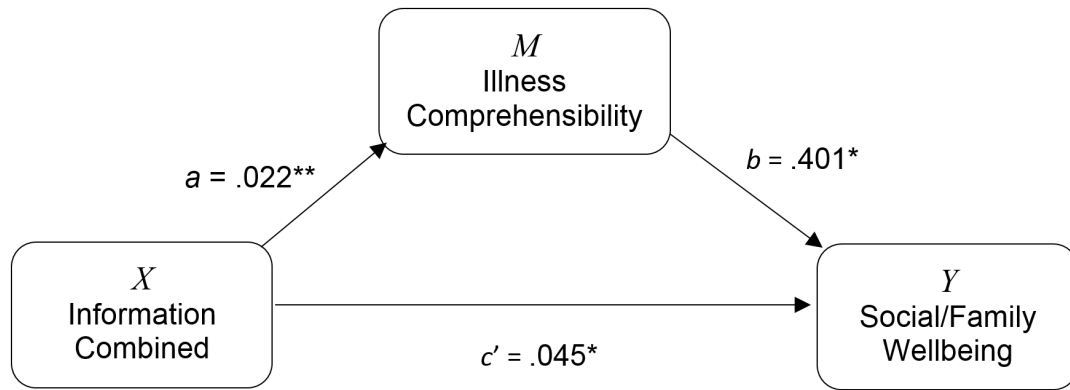 M
Illness
Comprehensibility
a = .022**
b = .401*
X
Information
Combined
c' = .045*
Y
Social/Family
Wellbeing